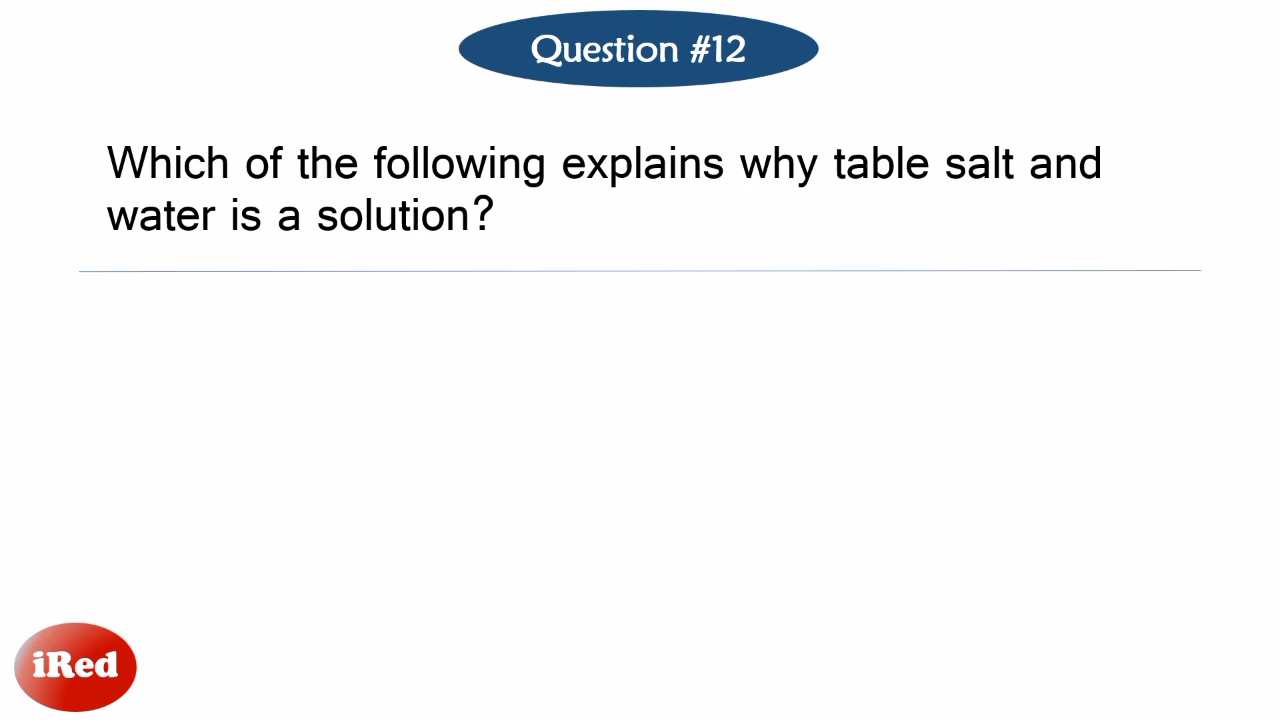 Question #12
Which of the following explains why table salt and
water is a solution?
iRed